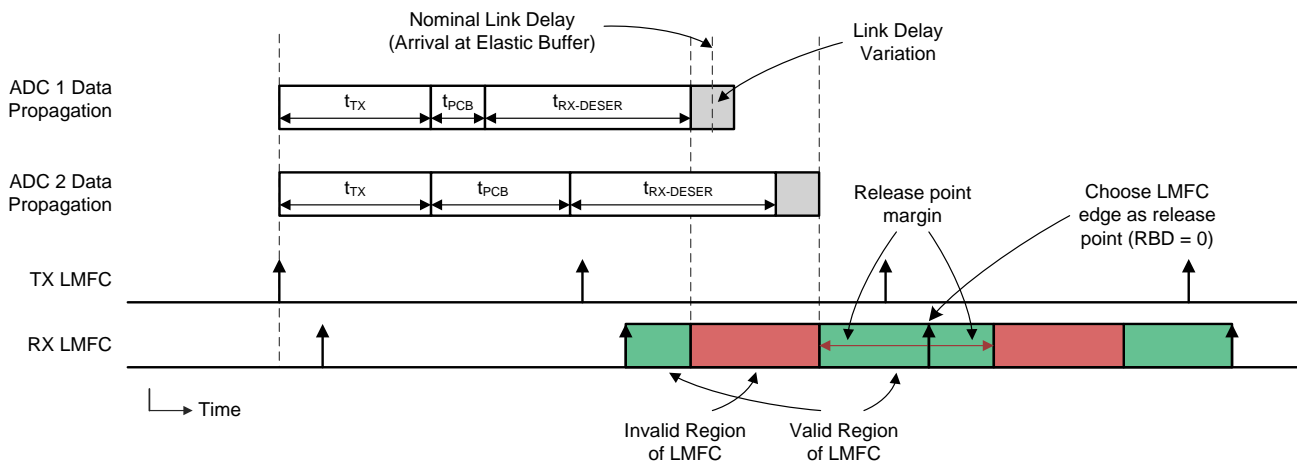 Nominal Link Delay
(Arrival at Elastic Buffer)
Link Delay
Variation
ADC 1 Data
Propagation
tTX
tPCB
tRX-DESER
ADC 2 Data
Propagation
tTX
tPCB
tRX-DESER
Release point
margin
Choose LMFC
edge as release
point (RBD = 0)
TX LMFC
RX LMFC
Time
Invalid Region
of LMFC
Valid Region
of LMFC